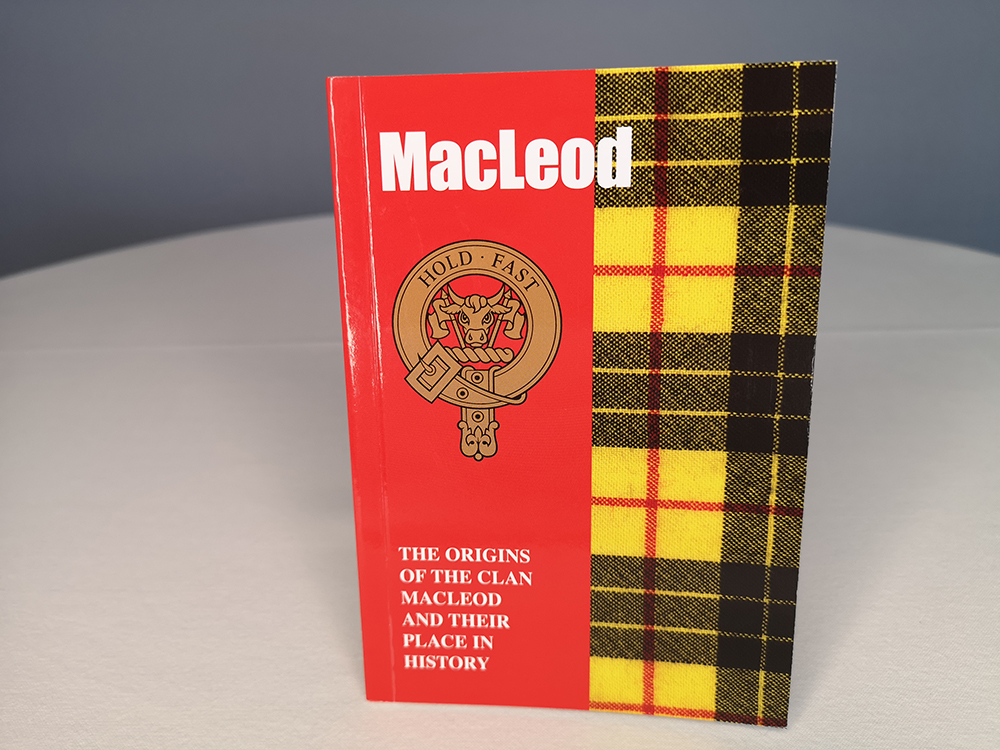 MacLeod
HOLD · FAST
THE ORIGINS
OF THE CLAN
MACLEOD
AND THEIR
PLACE IN
HISTORY